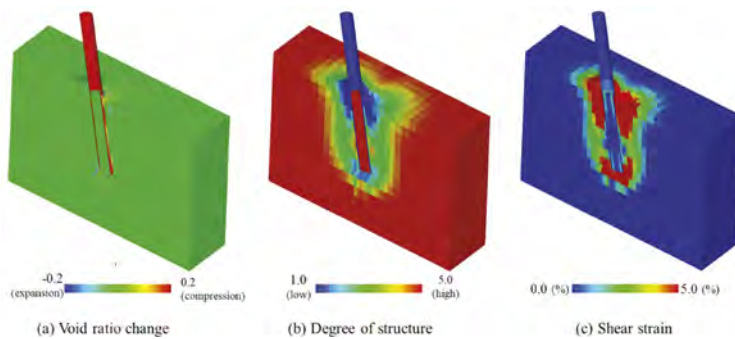 -0.2
(expansion)
0.2
(compression)
(a) Void ratio change
1.0
(low)
5.0
(high)
(b) Degree of structure
0.0 (%)
5.0 (%)
(c) Shear strain